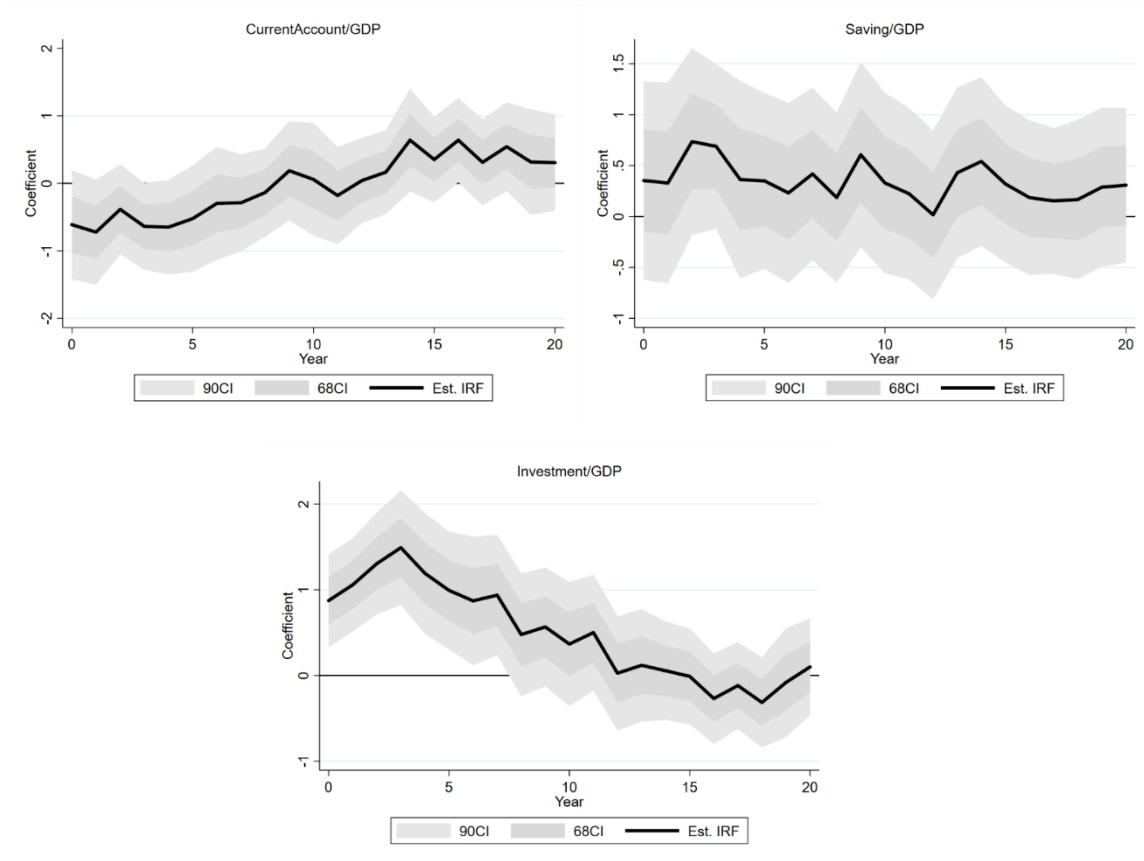 CurrentAccount/GDP
Coefficient
2
1
0
-1
-2
0 5 10 15 20
Year
90CI 68CI Est. IRF
Saving/GDP
Coefficient
1.5
1
.5
0
-.5
-1
0 5 10 15 20
Year
90CI 68CI Est. IRF
Investment/GDP
Coefficient
2
1
0
-1
0 5 10 15 20
Year
90CI 68CI Est. IRF